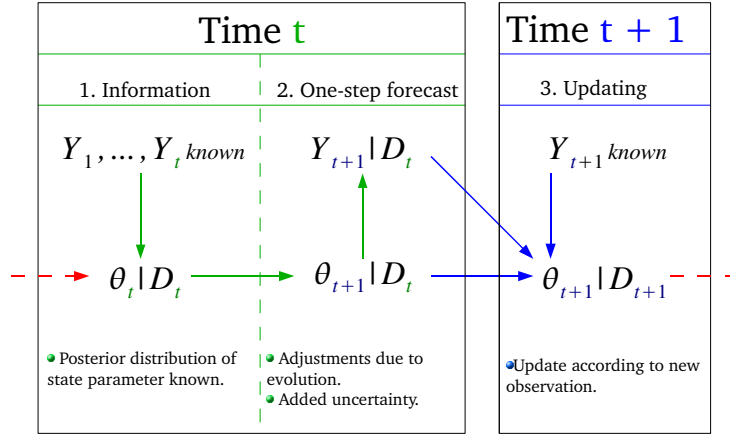 Time t
Time t + 1
1. Information
2. One-step forecast
3. Updating
Y₁, ..., Yₜ known
Yₜ₊₁ | Dₜ
Yₜ₊₁ known
θₜ | Dₜ
θₜ₊₁ | Dₜ
θₜ₊₁ | Dₜ₊₁
Posterior distribution of
state parameter known.
Adjustments due to
evolution.
Added uncertainty.
Update according to new
observation.